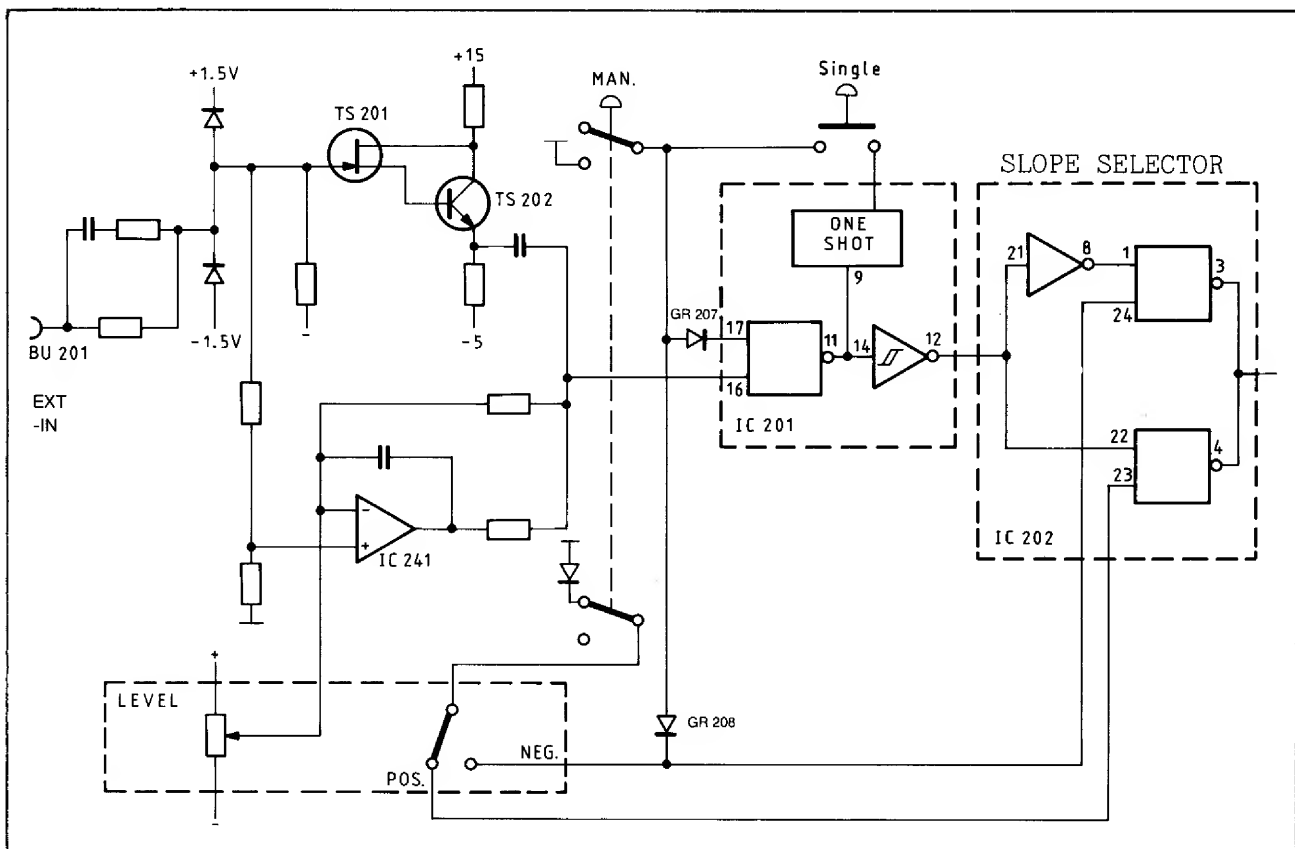 +1.5V
TS 201
+15
MAN.
Single
SLOPE SELECTOR
TS 202
ONE
SHOT
9
21
8
1
3
24
BU 201
-1.5V
-
-5
GR 207
17
11
14
12
16
IC 201
EXT
-IN
22
4
23
IC 202
-
+
IC 241
+
LEVEL
GR 208
NEG.
POS.
-